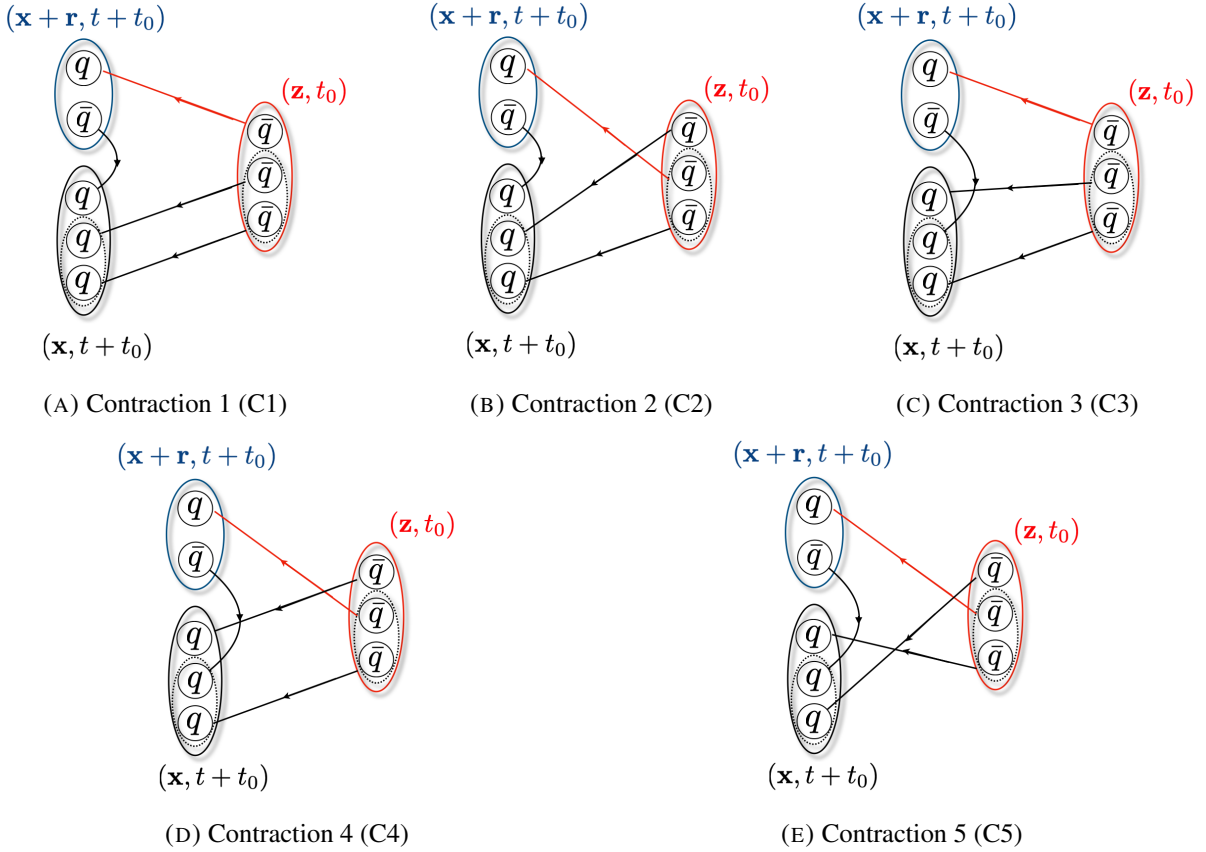 (x + r, t + t₀)
q
q̄
(z, t₀)
q̄
q̄
q̄
q
q
q
(x, t + t₀)
(A) Contraction 1 (C1)
(x + r, t + t₀)
q
q̄
(z, t₀)
q̄
q̄
q̄
q
q
q
(x, t + t₀)
(B) Contraction 2 (C2)
(x + r, t + t₀)
q
q̄
(z, t₀)
q̄
q̄
q̄
q
q
q
(x, t + t₀)
(C) Contraction 3 (C3)
(x + r, t + t₀)
q
q̄
(z, t₀)
q̄
q̄
q̄
q
q
q
(x, t + t₀)
(D) Contraction 4 (C4)
(x + r, t + t₀)
q
q̄
(z, t₀)
q̄
q̄
q̄
q
q
q
(x, t + t₀)
(E) Contraction 5 (C5)